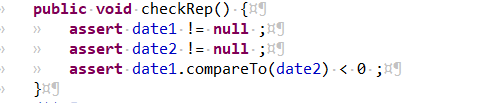 public void checkRep() {¤¶
» » assert·date1·!=·null·;¤¶
» » assert·date2·!=·null·;¤¶
» » assert·date1.compareTo(date2)·<·0·;¤¶
» }¤¶